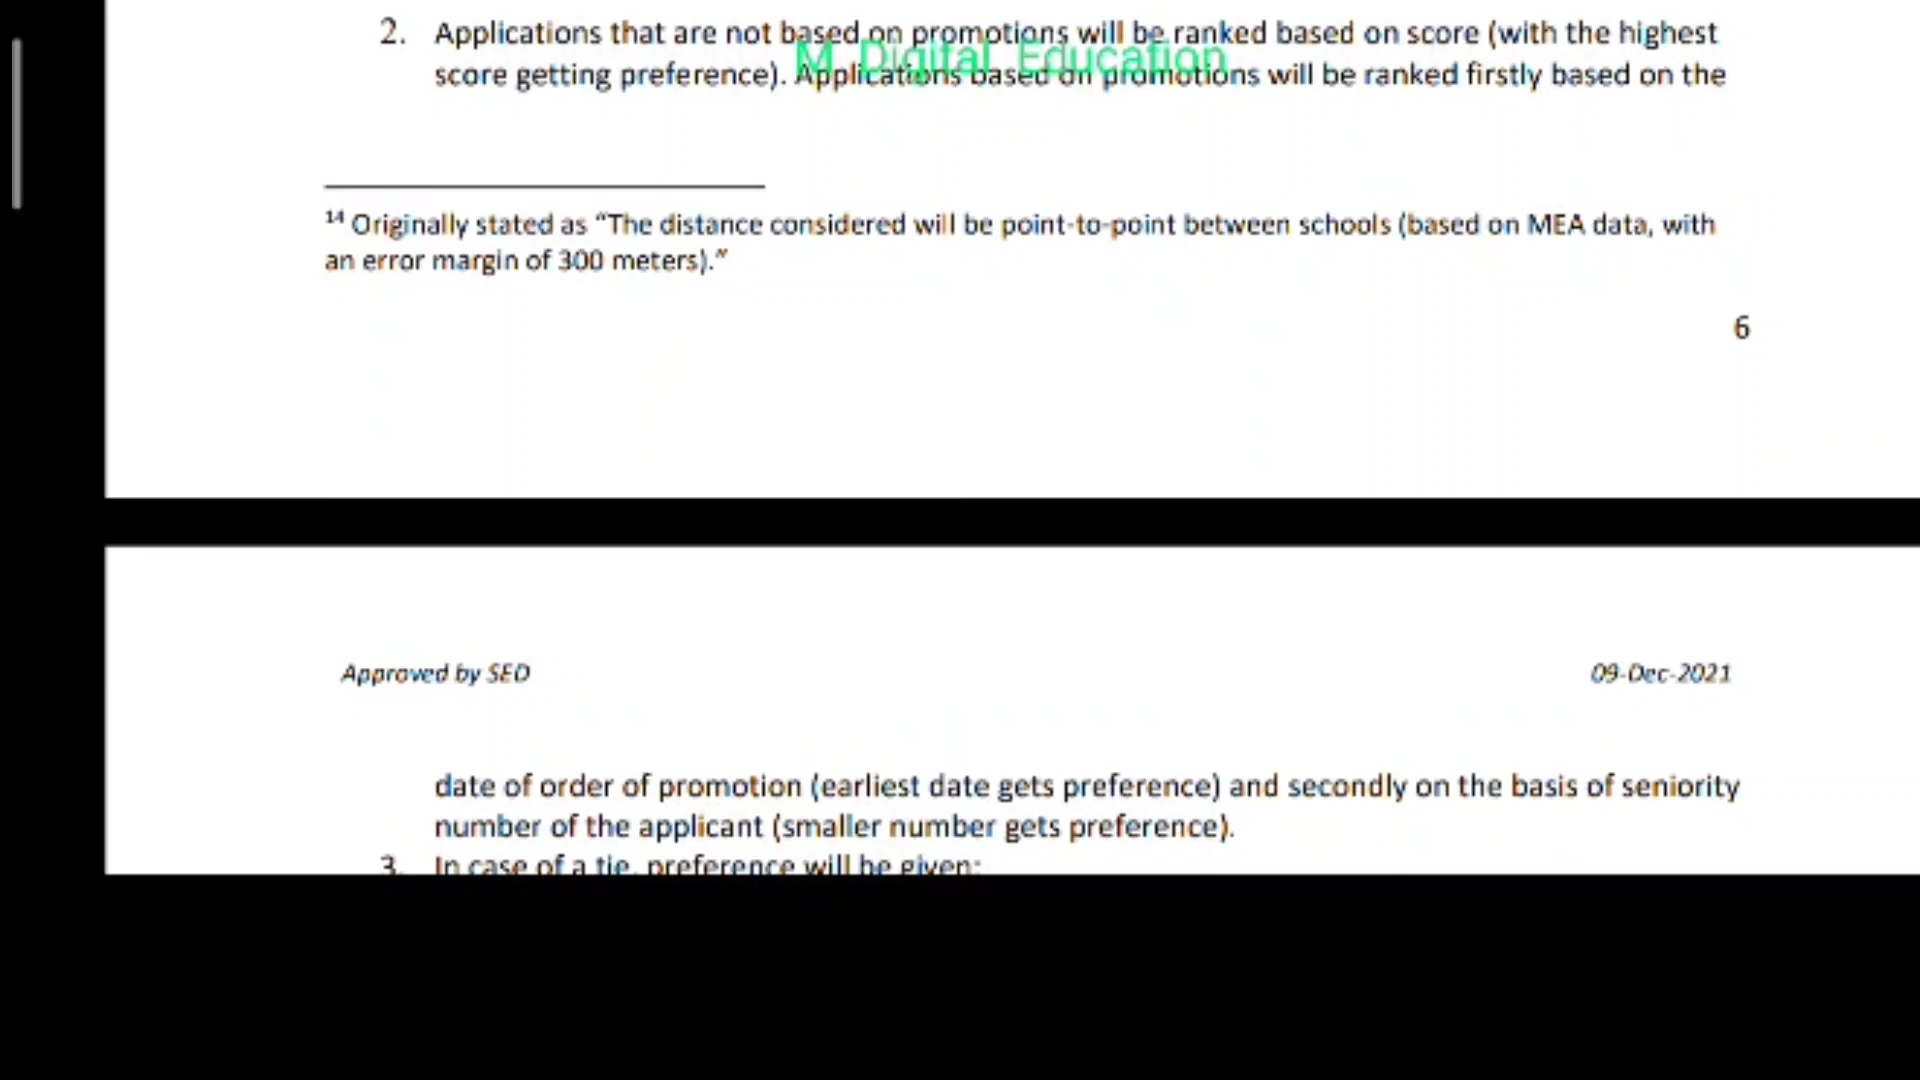 2. Applications that are not based on promotions will be ranked based on score (with the highest
M Digital Education
score getting preference). Applications based on promotions will be ranked firstly based on the
14 Originally stated as “The distance considered will be point-to-point between schools (based on MEA data, with
an error margin of 300 meters).”
6
Approved by SED 09-Dec-2021
date of order of promotion (earliest date gets preference) and secondly on the basis of seniority
number of the applicant (smaller number gets preference).
3. In case of a tie, preference will be given: